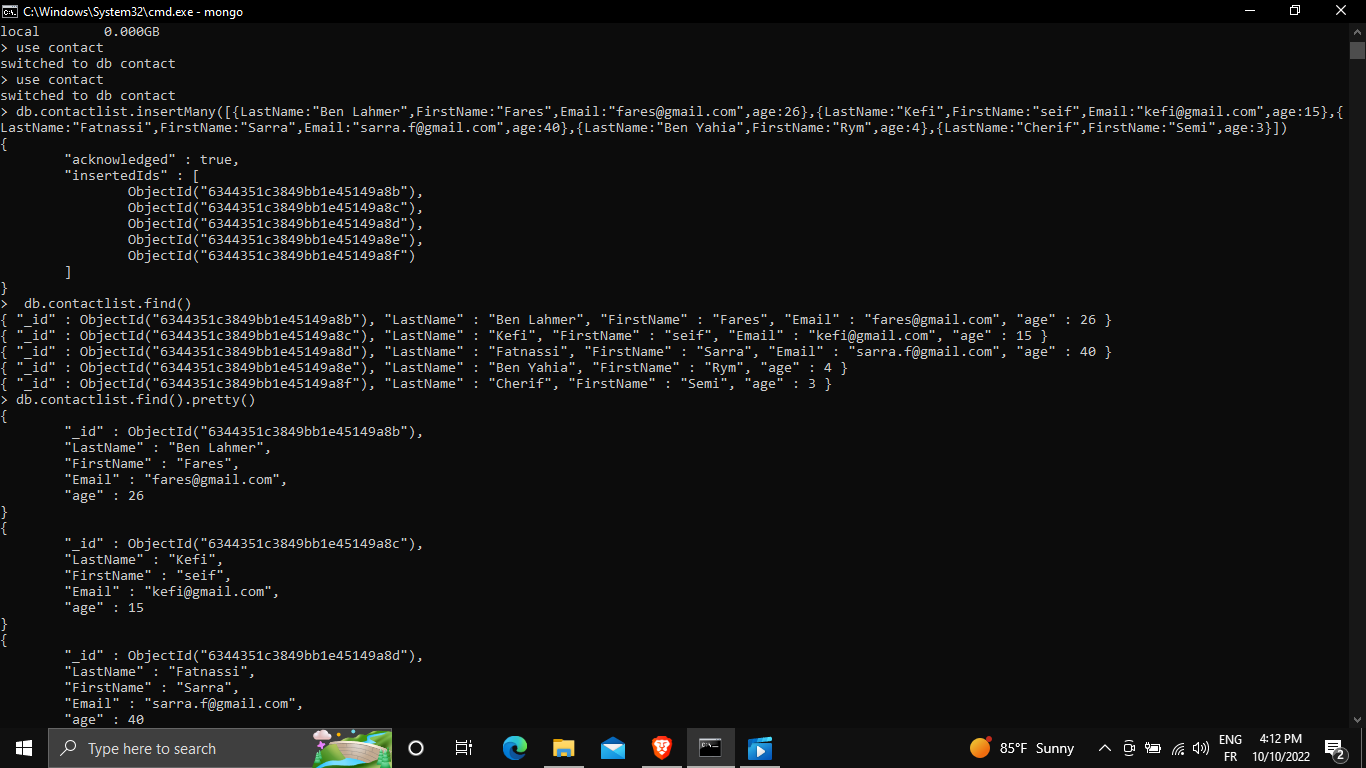 C:\Windows\System32\cmd.exe - mongo
local        0.000GB
> use contact
switched to db contact
> use contact
switched to db contact
> db.contactlist.insertMany([{LastName:"Ben Lahmer",FirstName:"Fares",Email:"fares@gmail.com",age:26},{LastName:"Kefi",FirstName:"seif",Email:"kefi@gmail.com",age:15},{
LastName:"Fatnassi",FirstName:"Sarra",Email:"sarra.f@gmail.com",age:40},{LastName:"Ben Yahia",FirstName:"Rym",age:4},{LastName:"Cherif",FirstName:"Semi",age:3}])
{
        "acknowledged" : true,
        "insertedIds" : [
                ObjectId("6344351c3849bb1e45149a8b"),
                ObjectId("6344351c3849bb1e45149a8c"),
                ObjectId("6344351c3849bb1e45149a8d"),
                ObjectId("6344351c3849bb1e45149a8e"),
                ObjectId("6344351c3849bb1e45149a8f")
        ]
}
>  db.contactlist.find()
{ "_id" : ObjectId("6344351c3849bb1e45149a8b"), "LastName" : "Ben Lahmer", "FirstName" : "Fares", "Email" : "fares@gmail.com", "age" : 26 }
{ "_id" : ObjectId("6344351c3849bb1e45149a8c"), "LastName" : "Kefi", "FirstName" : "seif", "Email" : "kefi@gmail.com", "age" : 15 }
{ "_id" : ObjectId("6344351c3849bb1e45149a8d"), "LastName" : "Fatnassi", "FirstName" : "Sarra", "Email" : "sarra.f@gmail.com", "age" : 40 }
{ "_id" : ObjectId("6344351c3849bb1e45149a8e"), "LastName" : "Ben Yahia", "FirstName" : "Rym", "age" : 4 }
{ "_id" : ObjectId("6344351c3849bb1e45149a8f"), "LastName" : "Cherif", "FirstName" : "Semi", "age" : 3 }
> db.contactlist.find().pretty()
{
        "_id" : ObjectId("6344351c3849bb1e45149a8b"),
        "LastName" : "Ben Lahmer",
        "FirstName" : "Fares",
        "Email" : "fares@gmail.com",
        "age" : 26
}
{
        "_id" : ObjectId("6344351c3849bb1e45149a8c"),
        "LastName" : "Kefi",
        "FirstName" : "seif",
        "Email" : "kefi@gmail.com",
        "age" : 15
}
{
        "_id" : ObjectId("6344351c3849bb1e45149a8d"),
        "LastName" : "Fatnassi",
        "FirstName" : "Sarra",
        "Email" : "sarra.f@gmail.com",
        "age" : 40
Type here to search
85°F Sunny
ENG
FR
4:12 PM
10/10/2022
2